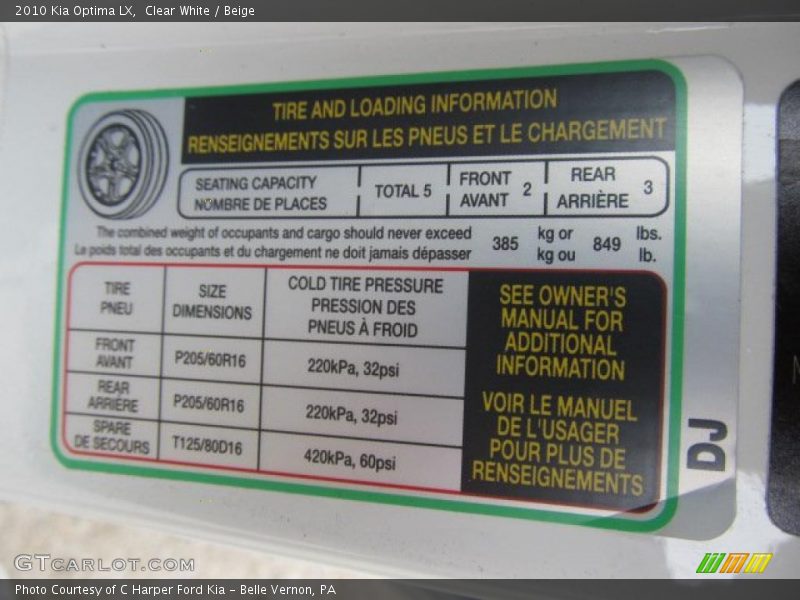 2010 Kia Optima LX,  Clear White / Beige
TIRE AND LOADING INFORMATION
RENSEIGNEMENTS SUR LES PNEUS ET LE CHARGEMENT
SEATING CAPACITY
NOMBRE DE PLACES
TOTAL 5
FRONT
AVANT
2
REAR
ARRIÈRE
3
The combined weight of occupants and cargo should never exceed
Le poids total des occupants et du chargement ne doit jamais dépasser
385
kg or
kg ou
849
lbs.
lb.
TIRE
PNEU
SIZE
DIMENSIONS
COLD TIRE PRESSURE
PRESSION DES
PNEUS À FROID
FRONT
AVANT
P205/60R16
220kPa, 32psi
REAR
ARRIÈRE
P205/60R16
220kPa, 32psi
SPARE
DE SECOURS
T125/80D16
420kPa, 60psi
SEE OWNER'S
MANUAL FOR
ADDITIONAL
INFORMATION
VOIR LE MANUEL
DE L'USAGER
POUR PLUS DE
RENSEIGNEMENTS
DJ
GTCARLOT.COM
Photo Courtesy of C Harper Ford Kia – Belle Vernon, PA